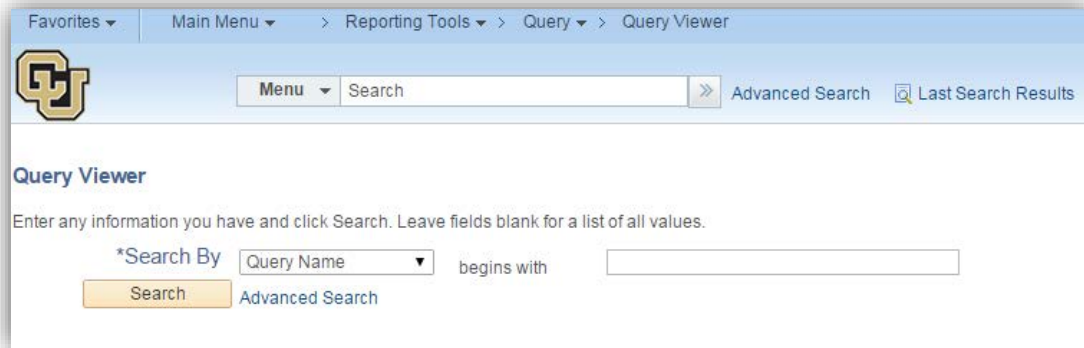 Favorites Main Menu > Reporting Tools > Query > Query Viewer
CU
Menu Search » Advanced Search Last Search Results
Query Viewer
Enter any information you have and click Search. Leave fields blank for a list of all values.
*Search By Query Name begins with
Search Advanced Search